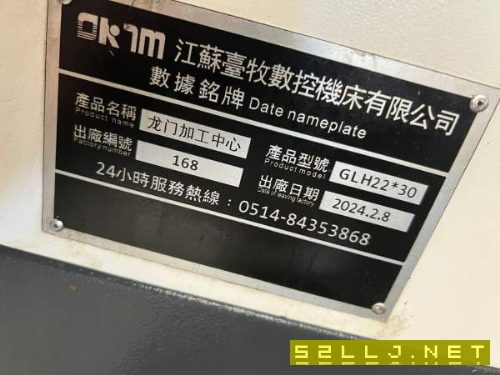 OKTM 江蘇臺牧數控機床有限公司
數據銘牌 Date nameplate
產品名稱 龙门加工中心 產品型號 GLH22*30
Product name Product model
出廠編號 168 出廠日期 2024.2.8
Factory number Date of leaving factory
24小時服務熱線：0514-84353868
52LLJ.NET